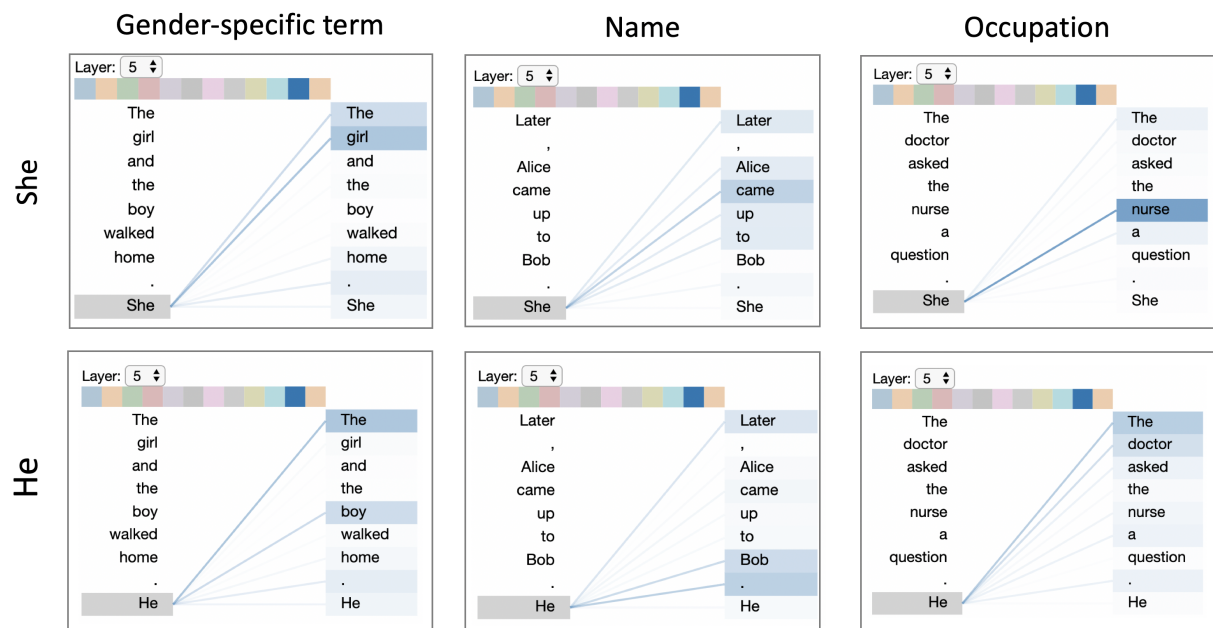 Gender-specific term Name Occupation
She
Layer: 5
The The
girl girl
and and
the the
boy boy
walked walked
home home
. .
She She
Layer: 5
Later Later
, ,
Alice Alice
came came
up up
to to
Bob Bob
. .
She She
Layer: 5
The The
doctor doctor
asked asked
the the
nurse nurse
a a
question question
. .
She She
He
Layer: 5
The The
girl girl
and and
the the
boy boy
walked walked
home home
. .
He He
Layer: 5
Later Later
, ,
Alice Alice
came came
up up
to to
Bob Bob
. .
He He
Layer: 5
The The
doctor doctor
asked asked
the the
nurse nurse
a a
question question
. .
He He